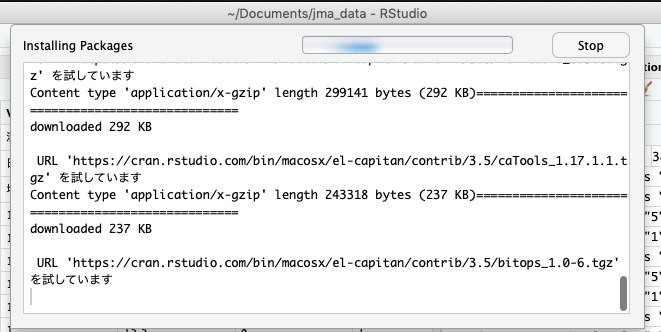 ~/Documents/jma_data - RStudio
Installing Packages
Stop
z' を試しています
Content type 'application/x-gzip' length 299141 bytes (292 KB)=====================
=============================
downloaded 292 KB
URL 'https://cran.rstudio.com/bin/macosx/el-capitan/contrib/3.5/caTools_1.17.1.1.t
gz' を試しています
Content type 'application/x-gzip' length 243318 bytes (237 KB)=====================
=============================
downloaded 237 KB
URL 'https://cran.rstudio.com/bin/macosx/el-capitan/contrib/3.5/bitops_1.0-6.tgz'
を試しています